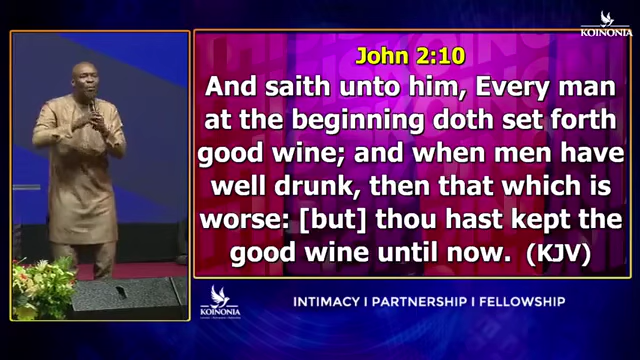 KOINONIA
John 2:10
And saith unto him, Every man
at the beginning doth set forth
good wine; and when men have
well drunk, then that which is
worse: [but] thou hast kept the
good wine until now. (KJV)
KOINONIA
INTIMACY I PARTNERSHIP I FELLOWSHIP